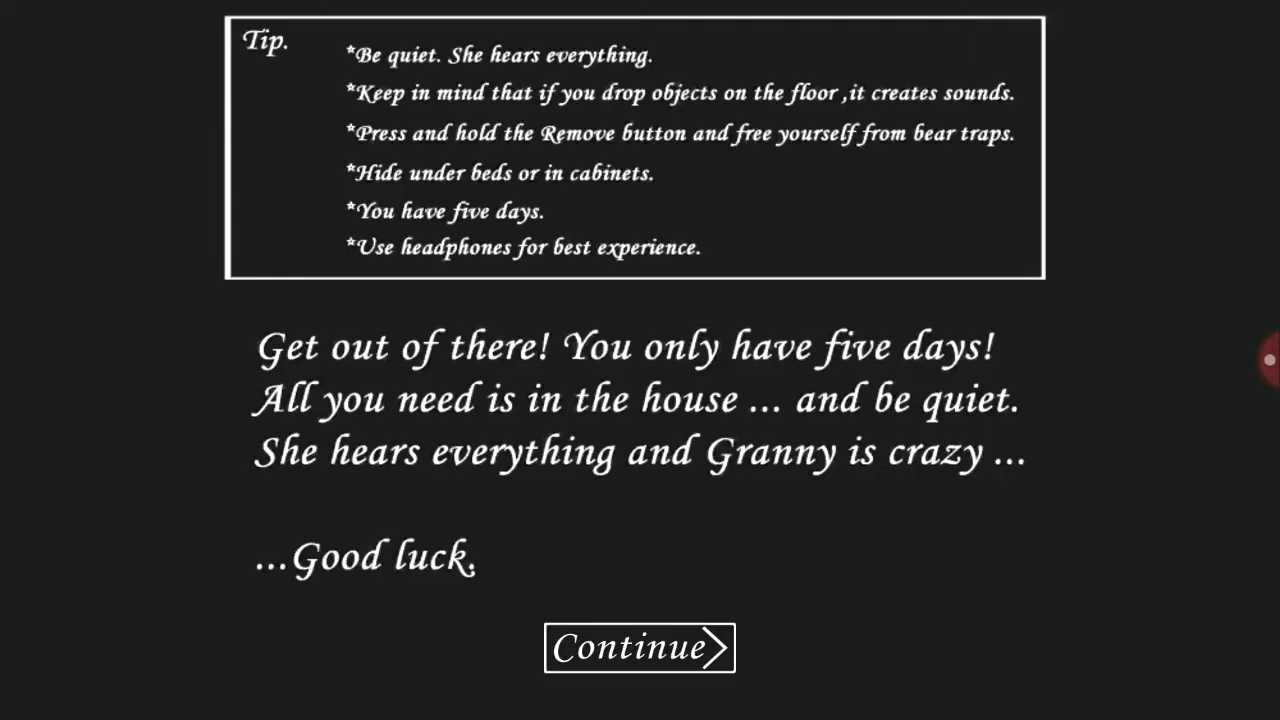 Tip.
*Be quiet. She hears everything.
*Keep in mind that if you drop objects on the floor ,it creates sounds.
*Press and hold the Remove button and free yourself from bear traps.
*Hide under beds or in cabinets.
*You have five days.
*Use headphones for best experience.
Get out of there! You only have five days!
All you need is in the house ... and be quiet.
She hears everything and Granny is crazy ...
...Good luck.
Continue